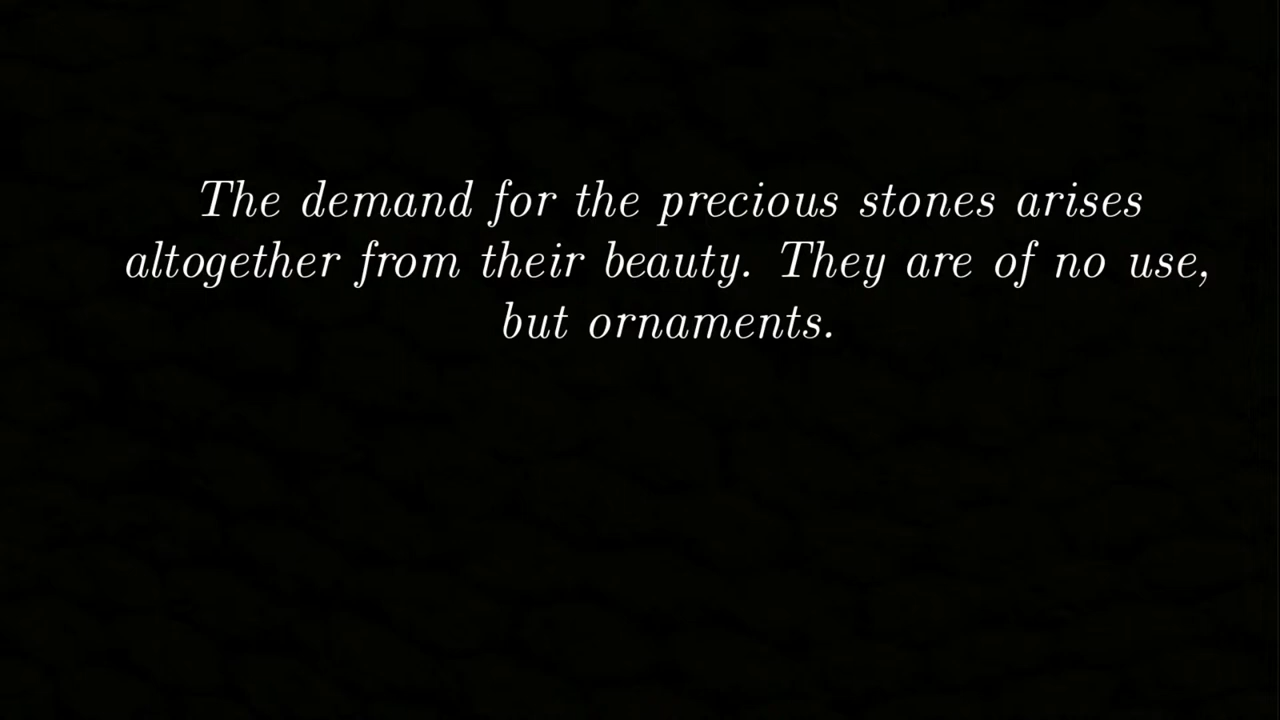 The demand for the precious stones arises
altogether from their beauty. They are of no use,
but ornaments.